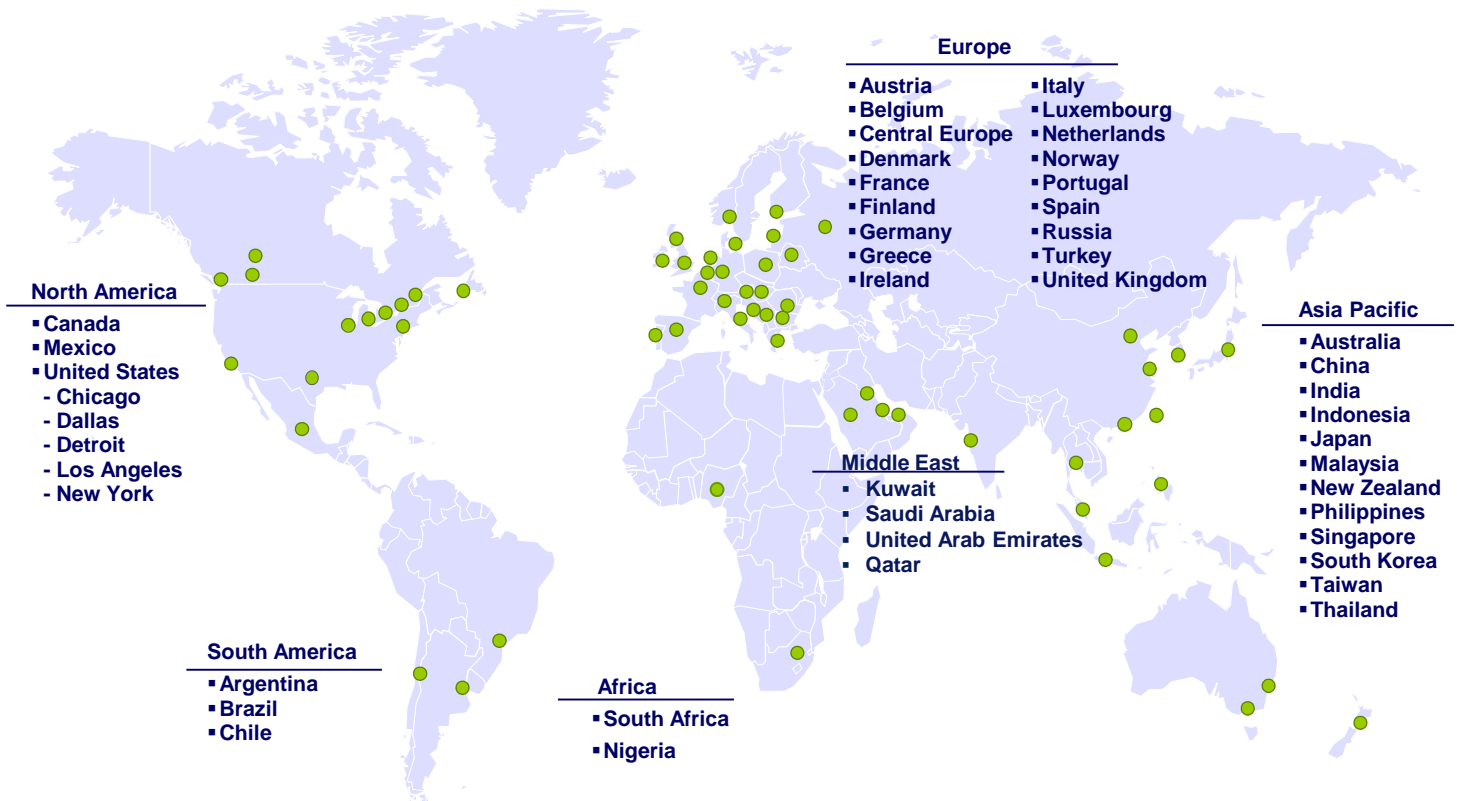 Europe
▪Austria
▪Belgium
▪Central Europe
▪Denmark
▪France
▪Finland
▪Germany
▪Greece
▪Ireland
▪Italy
▪Luxembourg
▪Netherlands
▪Norway
▪Portugal
▪Spain
▪Russia
▪Turkey
▪United Kingdom
North America
▪Canada
▪Mexico
▪United States
- Chicago
- Dallas
- Detroit
- Los Angeles
- New York
Asia Pacific
▪Australia
▪China
▪India
▪Indonesia
▪Japan
▪Malaysia
▪New Zealand
▪Philippines
▪Singapore
▪South Korea
▪Taiwan
▪Thailand
Middle East
▪ Kuwait
▪ Saudi Arabia
▪ United Arab Emirates
▪ Qatar
South America
▪Argentina
▪Brazil
▪Chile
Africa
▪South Africa
▪Nigeria